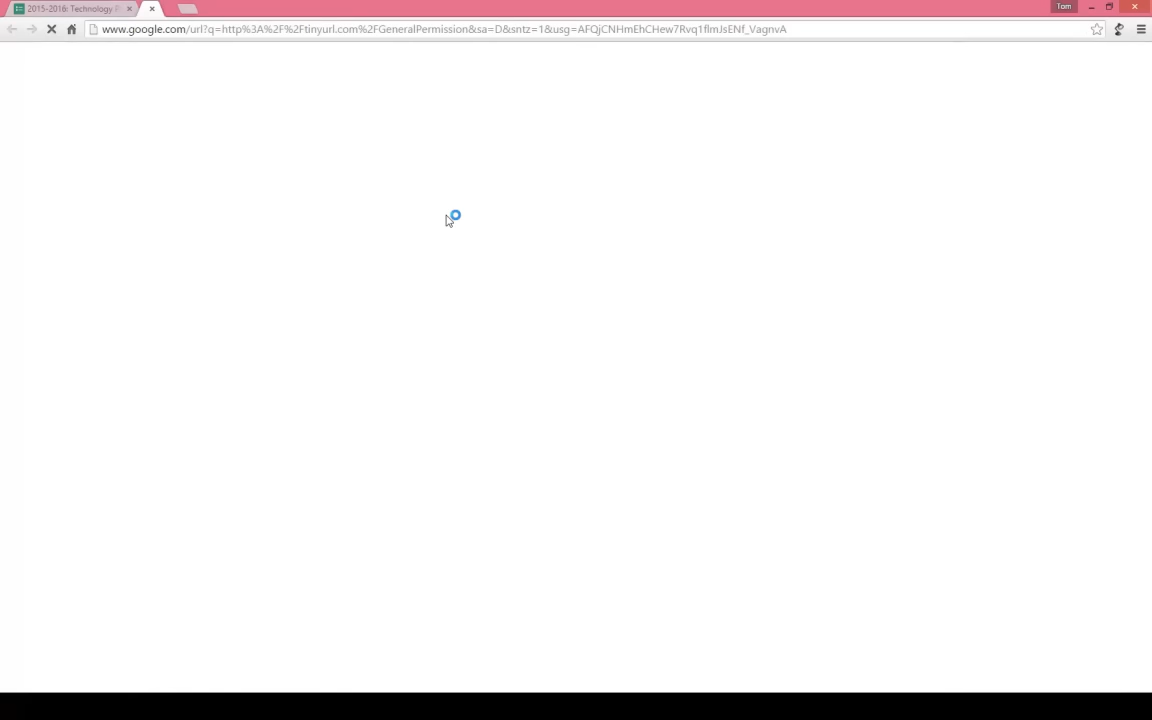 2015-2016: Technology
Tom
www.google.com/url?q=http%3A%2F%2Ftinyurl.com%2FGeneralPermission&sa=D&sntz=1&usg=AFQjCNHmEhCHew7Rvq1flmJsENf_VagnvA